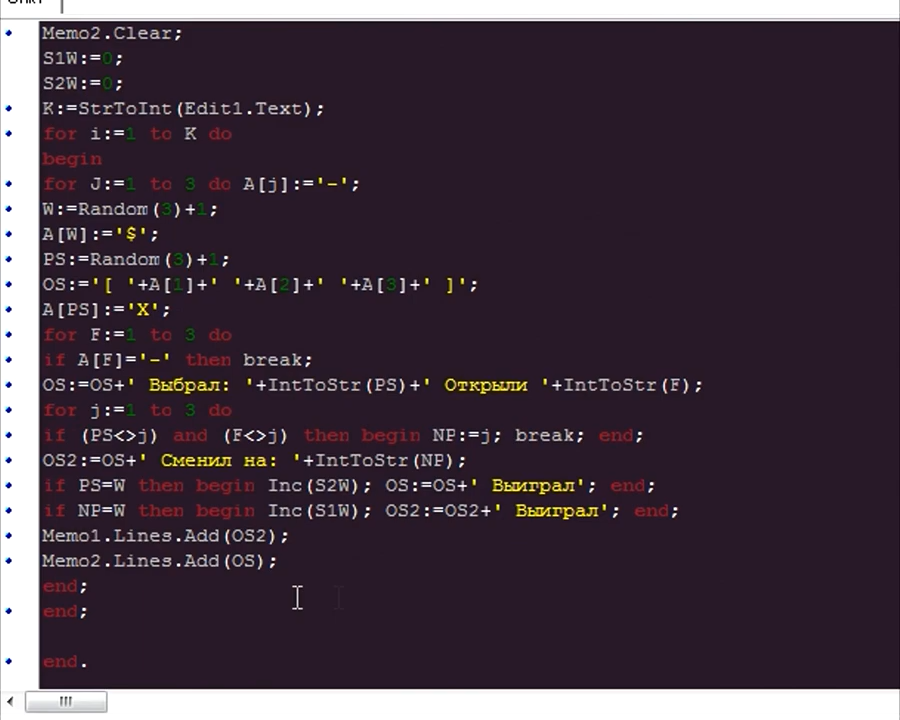 Memo2.Clear;
S1W:=0;
S2W:=0;
K:=StrToInt(Edit1.Text);
for i:=1 to K do
begin
for J:=1 to 3 do A[j]:='-';
W:=Random(3)+1;
A[W]:='$';
PS:=Random(3)+1;
OS:='[ '+A[1]+' '+A[2]+' '+A[3]+' ]';
A[PS]:='X';
for F:=1 to 3 do
if A[F]='-' then break;
OS:=OS+' Выбрал: '+IntToStr(PS)+' Открыли '+IntToStr(F);
for j:=1 to 3 do
if (PS<>j) and (F<>j) then begin NP:=j; break; end;
OS2:=OS+' Сменил на: '+IntToStr(NP);
if PS=W then begin Inc(S2W); OS:=OS+' Выиграл'; end;
if NP=W then begin Inc(S1W); OS2:=OS2+' Выиграл'; end;
Memo1.Lines.Add(OS2);
Memo2.Lines.Add(OS);
end;
end;
end.